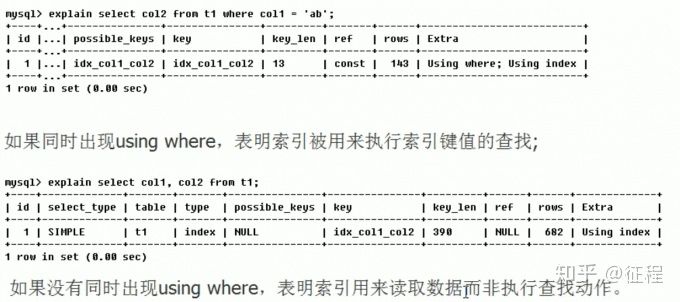 mysql> explain select col2 from t1 where col1 = 'ab';
+----+...+---------------+---------------+---------+-------+------+--------------------------+
| id |...| possible_keys | key           | key_len | ref   | rows | Extra                    |
+----+...+---------------+---------------+---------+-------+------+--------------------------+
|  1 |...| idx_col1_col2 | idx_col1_col2 | 13      | const |  143 | Using where; Using index |
+----+...+---------------+---------------+---------+-------+------+--------------------------+
1 row in set (0.00 sec)
如果同时出现using where，表明索引被用来执行索引键值的查找;
mysql> explain select col1, col2 from t1;
+----+-------------+-------+-------+---------------+---------------+---------+------+------+-------------+
| id | select_type | table | type  | possible_keys | key           | key_len | ref  | rows | Extra       |
+----+-------------+-------+-------+---------------+---------------+---------+------+------+-------------+
|  1 | SIMPLE      | t1    | index | NULL          | idx_col1_col2 | 390     | NULL |  682 | Using index |
+----+-------------+-------+-------+---------------+---------------+---------+------+------+-------------+
1 row in set (0.00 sec)
如果没有同时出现using where，表明索引用来读取数据而非执行查找动作。
知乎 @征程